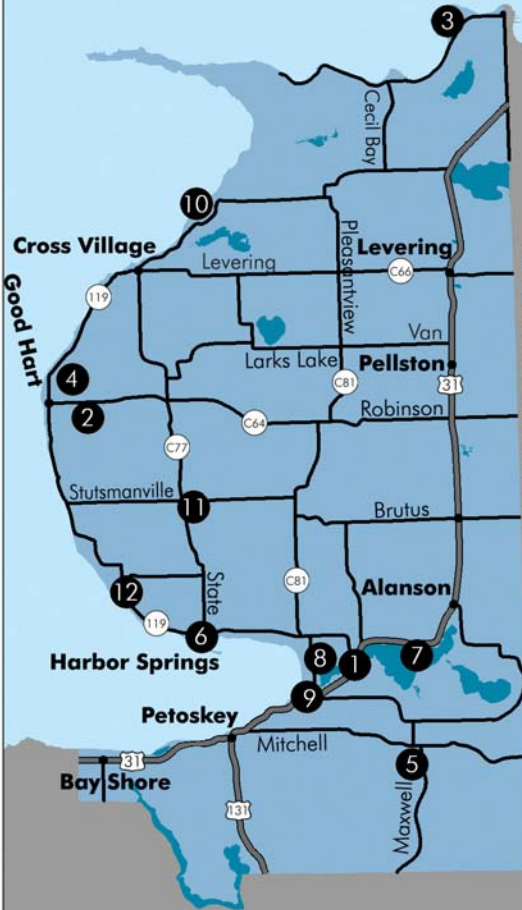 3
Cecil Bay
10
Cross Village
Levering
Pleasantview
Levering
C66
119
Good Hart
Van
Larks Lake
Pellston
4
C81
31
2
C64
Robinson
C77
Stutsmanville
11
Brutus
C81
State
12
Alanson
119
6
Harbor Springs
8
1
7
9
Petoskey
Mitchell
31
5
Bay Shore
131
Maxwell